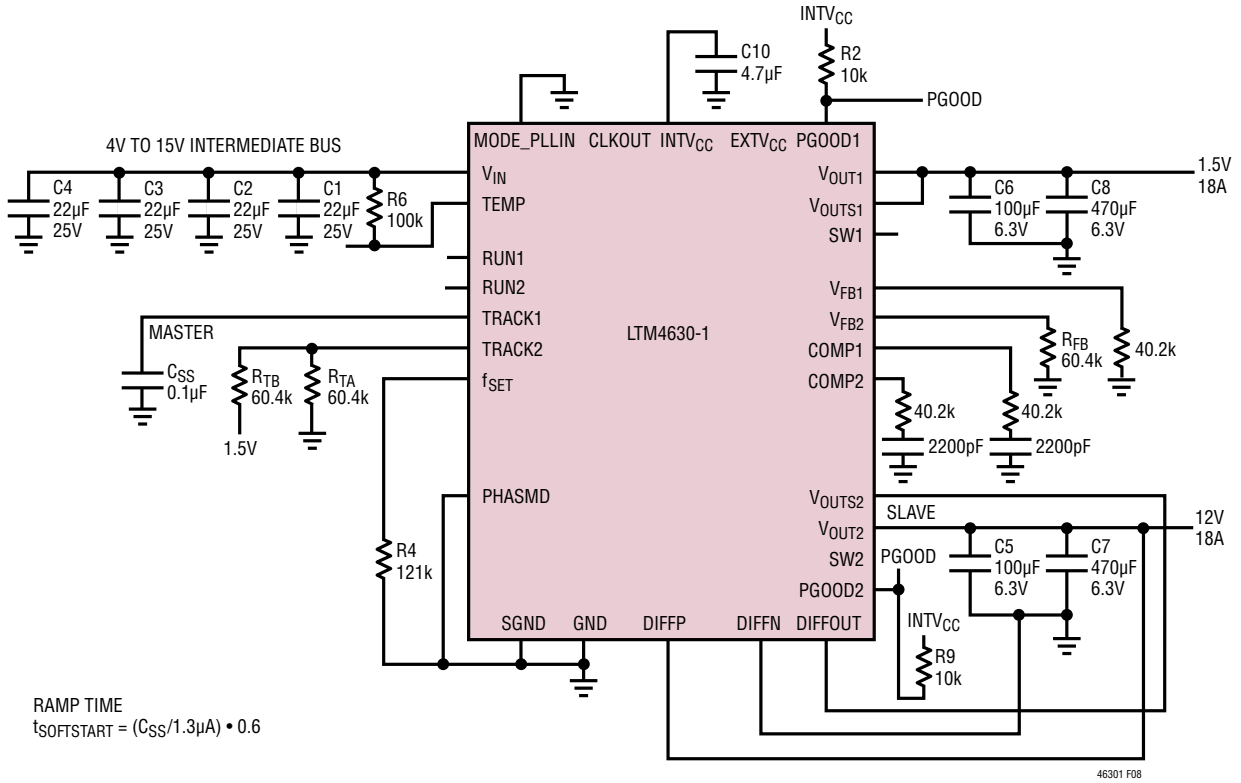 INTVCC
C10
4.7µF
R2
10k
PGOOD
MODE_PLLIN CLKOUT INTVCC EXTVCC PGOOD1
4V TO 15V INTERMEDIATE BUS
C4
22µF
25V
C3
22µF
25V
C2
22µF
25V
C1
22µF
25V
R6
100k
VIN
TEMP
RUN1
RUN2
TRACK1
TRACK2
fSET
PHASMD
MASTER
CSS
0.1µF
RTB
60.4k
1.5V
RTA
60.4k
R4
121k
LTM4630-1
VOUT1
VOUTS1
SW1
VFB1
VFB2
COMP1
COMP2
VOUTS2
VOUT2
SW2
PGOOD2
1.5V
18A
C6
100µF
6.3V
C8
470µF
6.3V
RFB
60.4k
40.2k
40.2k
2200pF
40.2k
2200pF
SLAVE
12V
18A
PGOOD
C5
100µF
6.3V
C7
470µF
6.3V
INTVCC
R9
10k
SGND GND DIFFP DIFFN DIFFOUT
RAMP TIME
tSOFTSTART = (CSS/1.3µA) • 0.6
46301 F08